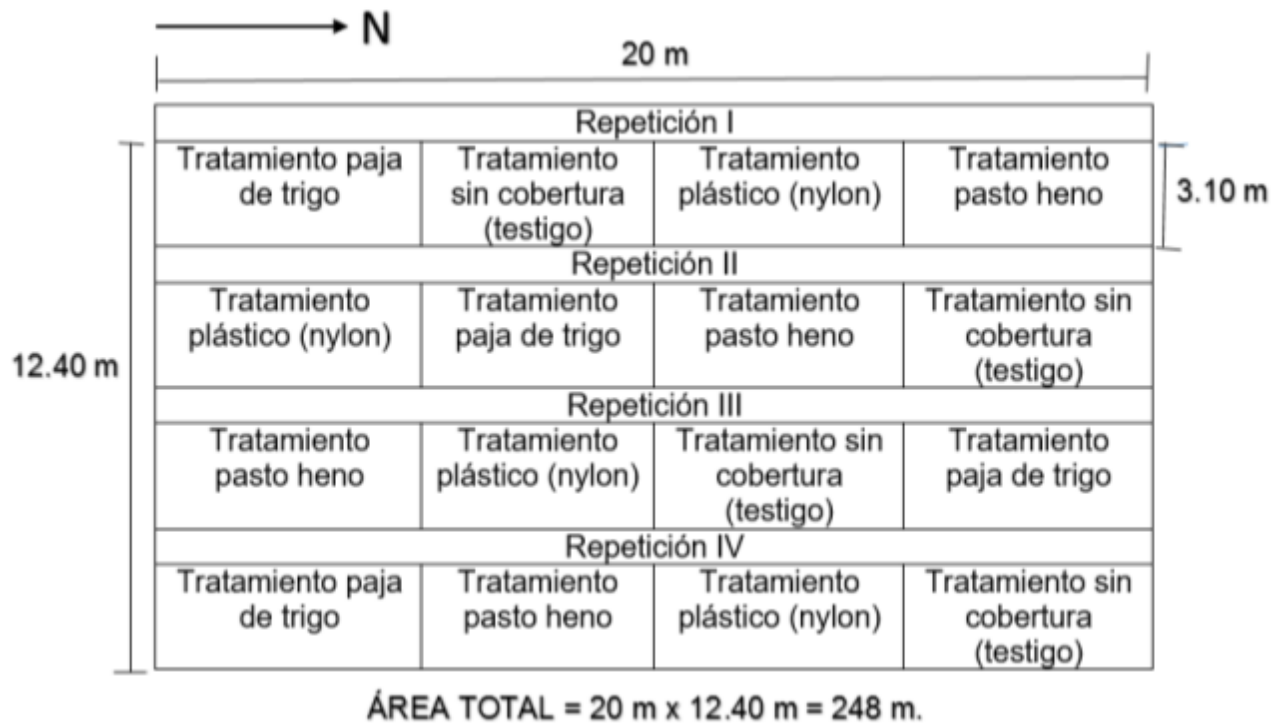 N
20 m
Repetición I
Tratamiento paja
de trigo
Tratamiento
sin cobertura
(testigo)
Tratamiento
plástico (nylon)
Tratamiento
pasto heno
3.10 m
Repetición II
Tratamiento
plástico (nylon)
Tratamiento
paja de trigo
Tratamiento
pasto heno
Tratamiento sin
cobertura
(testigo)
12.40 m
Repetición III
Tratamiento
pasto heno
Tratamiento
plástico (nylon)
Tratamiento sin
cobertura
(testigo)
Tratamiento
paja de trigo
Repetición IV
Tratamiento paja
de trigo
Tratamiento
pasto heno
Tratamiento
plástico (nylon)
Tratamiento sin
cobertura
(testigo)
ÁREA TOTAL = 20 m x 12.40 m = 248 m.